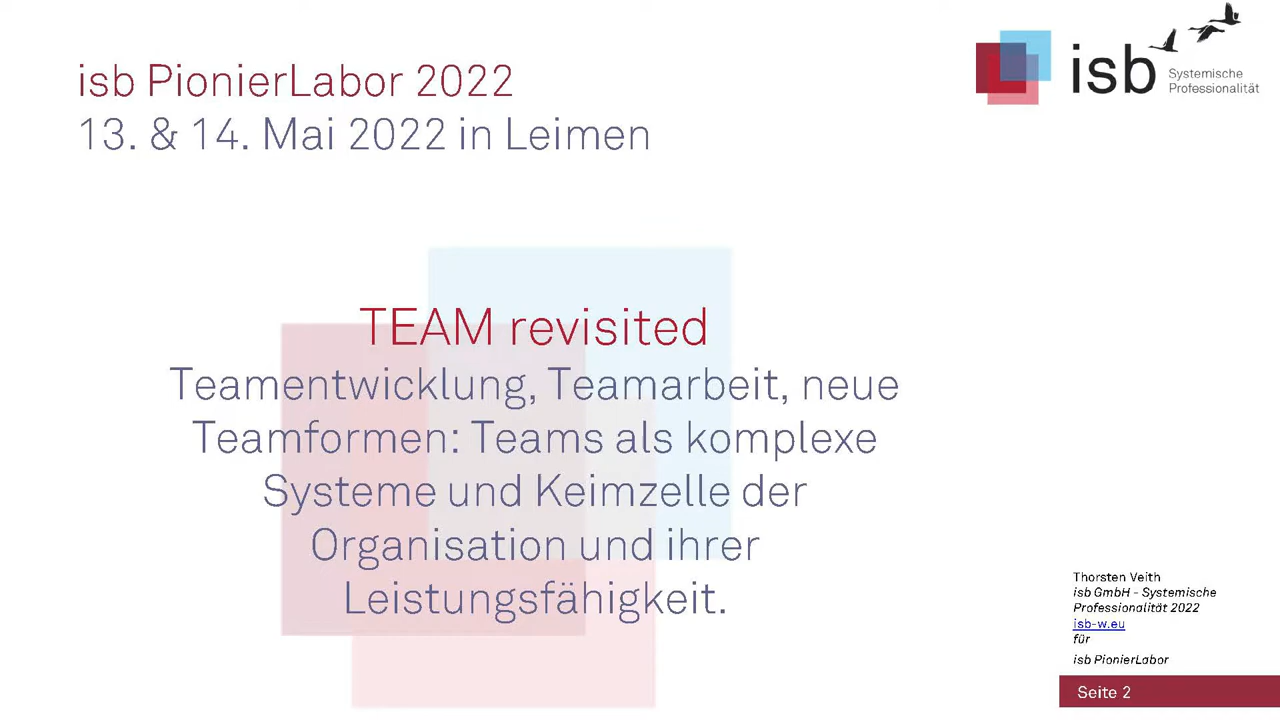 isb PionierLabor 2022
13. & 14. Mai 2022 in Leimen
isb
Systemische
Professionalität
TEAM revisited
Teamentwicklung, Teamarbeit, neue
Teamformen: Teams als komplexe
Systeme und Keimzelle der
Organisation und ihrer
Leistungsfähigkeit.
Thorsten Veith
isb GmbH - Systemische
Professionalität 2022
isb-w.eu
für
isb PionierLabor
Seite 2